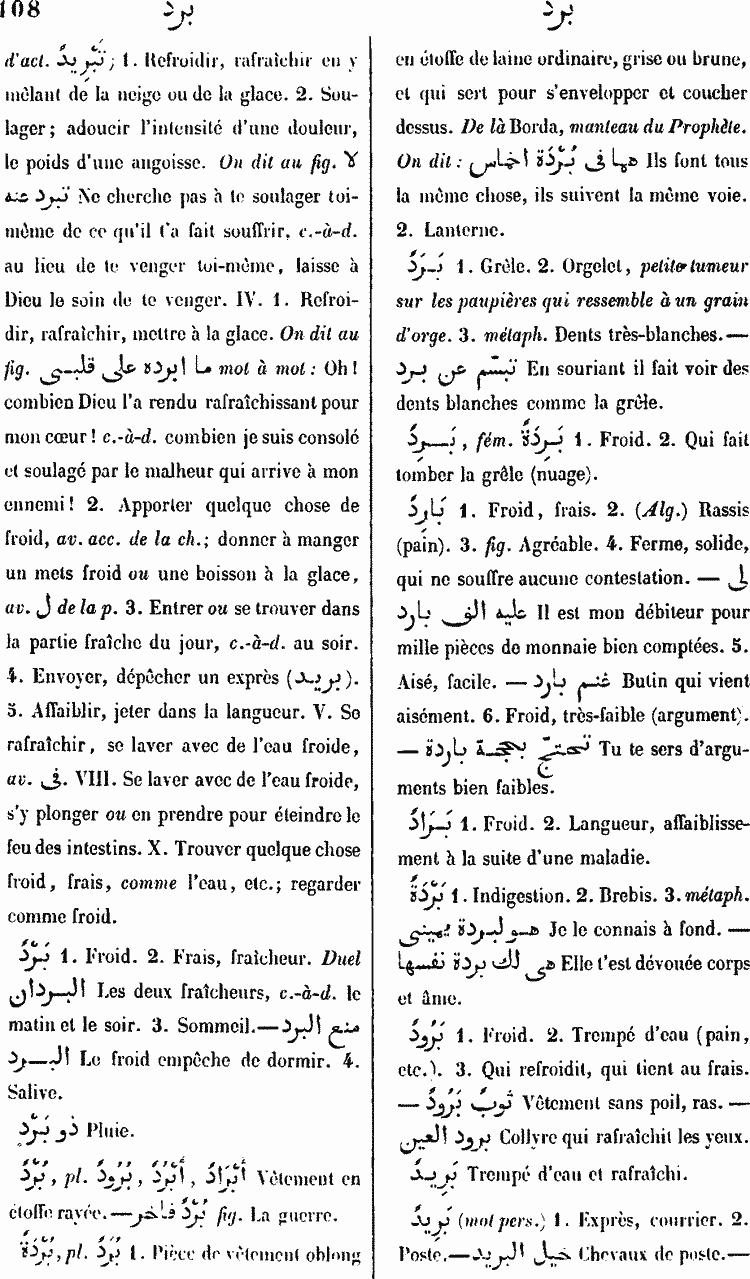 108
برد
برد
d'act. تَبْرِيدٌ; 1. Refroidir, rafraîchir en y
mêlant de la neige ou de la glace. 2. Sou-
lager; adoucir l'intensité d'une douleur,
le poids d'une angoisse. On dit au fig. لا
تبرد عنه Ne cherche pas à te soulager toi-
même de ce qu'il t'a fait souffrir, c.-à-d.
au lieu de te venger toi-même, laisse à
Dieu le soin de te venger. IV. 1. Refroi-
dir, rafraîchir, mettre à la glace. On dit au
fig. ما ابرده على قلبى mot à mot: Oh!
combien Dieu l'a rendu rafraîchissant pour
mon cœur! c.-à-d. combien je suis consolé
et soulagé par le malheur qui arrive à mon
ennemi! 2. Apporter quelque chose de
froid, av. acc. de la ch.; donner à manger
un mets froid ou une boisson à la glace,
av. ل de la p. 3. Entrer ou se trouver dans
la partie fraîche du jour, c.-à-d. au soir.
4. Envoyer, dépêcher un exprès (بريد).
5. Affaiblir, jeter dans la langueur. V. Se
rafraîchir, se laver avec de l'eau froide,
av. فى. VIII. Se laver avec de l'eau froide,
s'y plonger ou en prendre pour éteindre le
feu des intestins. X. Trouver quelque chose
froid, frais, comme l'eau, etc.; regarder
comme froid.
بَرْدٌ 1. Froid. 2. Frais, fraîcheur. Duel
البردان Les deux fraîcheurs, c.-à-d. le
matin et le soir. 3. Sommeil.—منع البرد
البرد Le froid empêche de dormir. 4.
Salive.
ذو بَرْدٍ Pluie.
بُرْدٌ, pl. أَبْرَادٌ, أَبْرُدٌ, بُرُودٌ Vêtement en
étoffe rayée.—بُرْدٌ فاخر fig. La guerre.
بُرْدَةٌ, pl. بُرَدٌ 1. Pièce de vêtement oblong
en étoffe de laine ordinaire, grise ou brune,
et qui sert pour s'envelopper et coucher
dessus. De là Borda, manteau du Prophète.
On dit: هما فى بُرْدَة اخماس Ils font tous
la même chose, ils suivent la même voie.
2. Lanterne.
بَرَدٌ 1. Grêle. 2. Orgelet, petite tumeur
sur les paupières qui ressemble à un grain
d'orge. 3. métaph. Dents très-blanches.—
تبسّم عن برد En souriant il fait voir des
dents blanches comme la grêle.
بَرِدٌ, fém. بَرِدَةٌ 1. Froid. 2. Qui fait
tomber la grêle (nuage).
بَارِدٌ 1. Froid, frais. 2. (Alg.) Rassis
(pain). 3. fig. Agréable. 4. Ferme, solide,
qui ne souffre aucune contestation. — لى
عليه الف بارد Il est mon débiteur pour
mille pièces de monnaie bien comptées. 5.
Aisé, facile. — غنم بارد Butin qui vient
aisément. 6. Froid, très-faible (argument).
— تحتجّ بحجة باردة Tu te sers d'argu-
ments bien faibles.
بَرَادٌ 1. Froid. 2. Langueur, affaiblisse-
ment à la suite d'une maladie.
بَرْدَةٌ 1. Indigestion. 2. Brebis. 3. métaph.
هو لبردة يمينى Je le connais à fond. —
هى لك بردة نفسها Elle t'est dévouée corps
et âme.
بَرُودٌ 1. Froid. 2. Trempé d'eau (pain,
etc.). 3. Qui refroidit, qui tient au frais.
— ثوبٌ بَرُودٌ Vêtement sans poil, ras. —
برود العين Collyre qui rafraîchit les yeux.
بَرِيدٌ Trempé d'eau et rafraîchi.
بَرِيدٌ (mot pers.) 1. Exprès, courrier. 2.
Poste.—خيل البريد Chevaux de poste.—